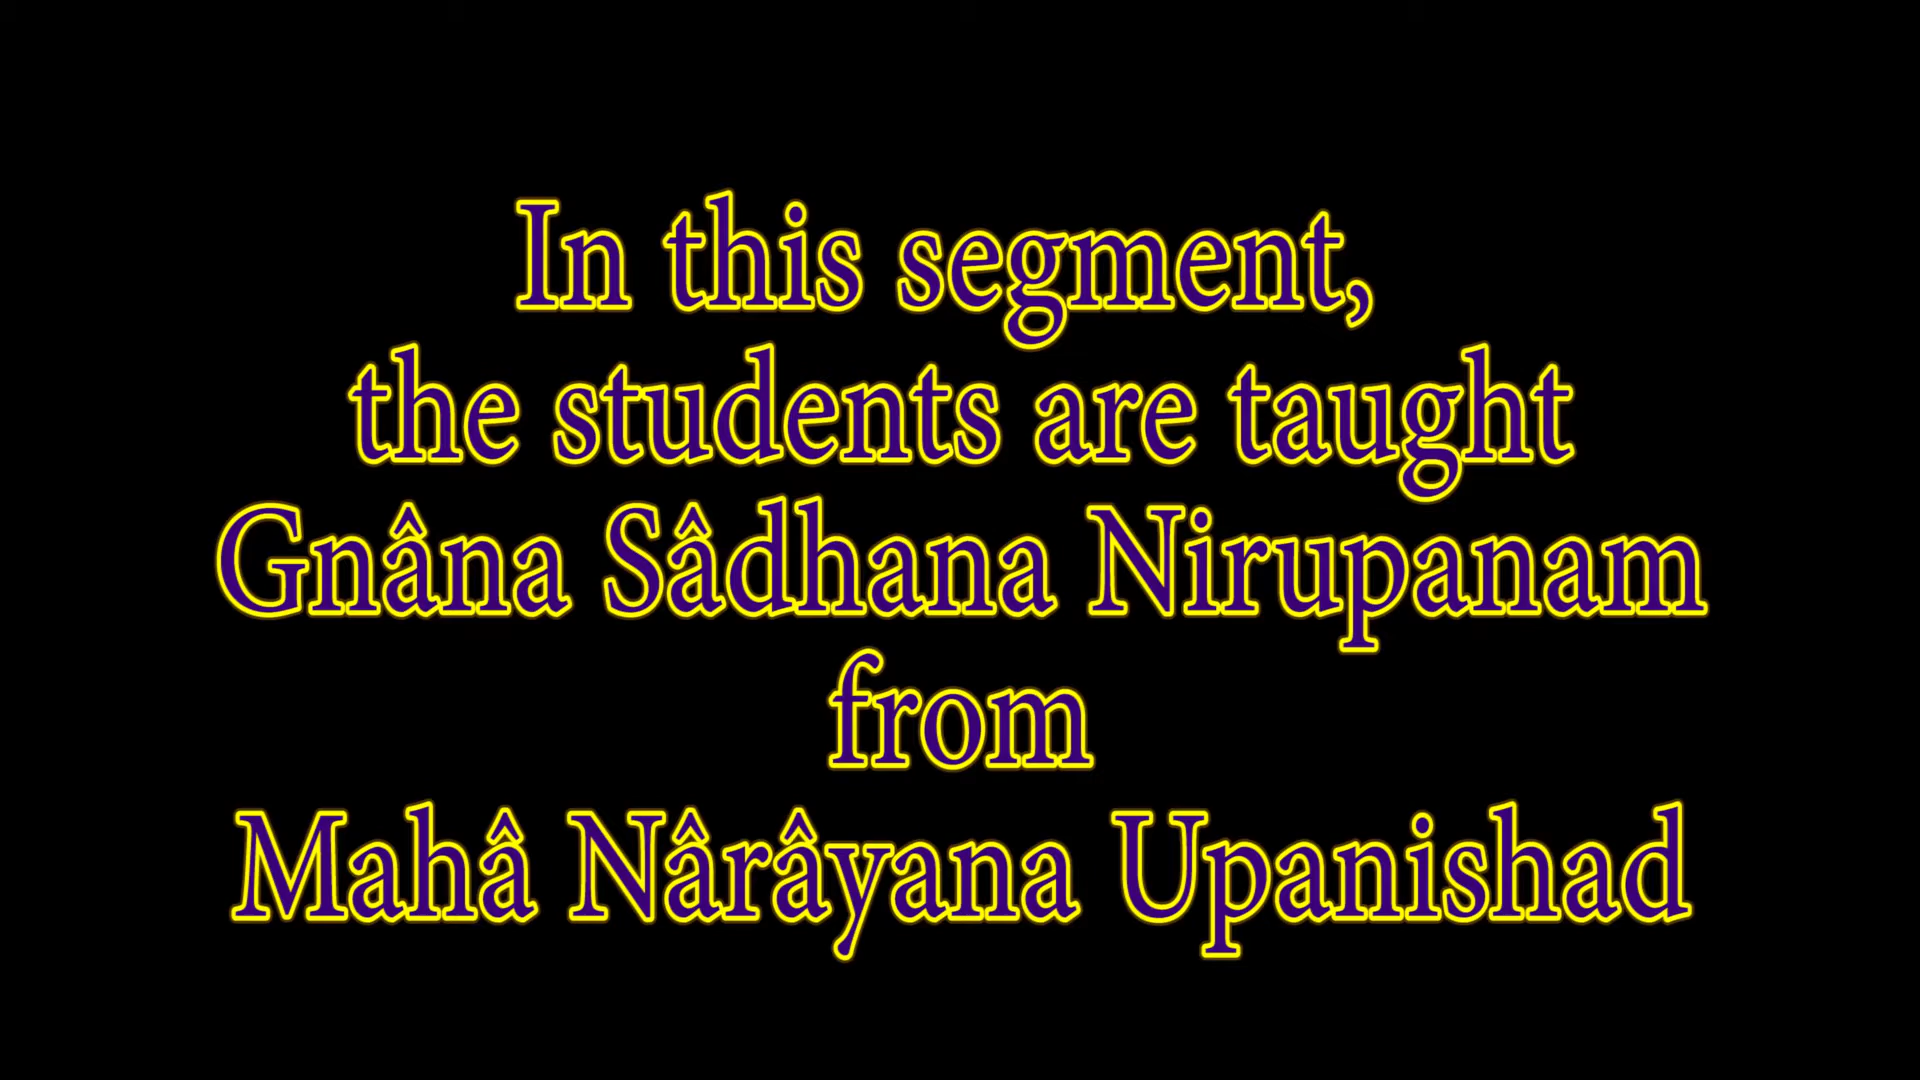 In this segment,
the students are taught
Gnâna Sâdhana Nirupanam
from
Mahâ Nârâyana Upanishad